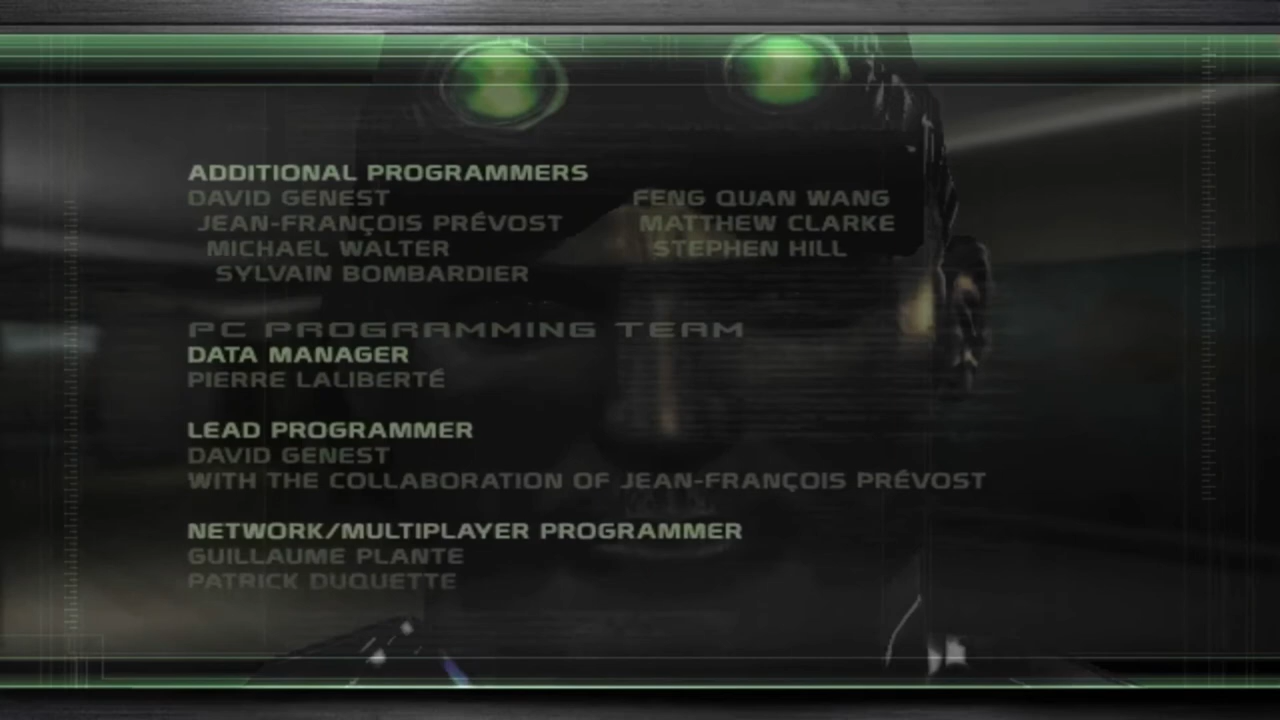 ADDITIONAL PROGRAMMERS
DAVID GENEST FENG QUAN WANG
JEAN-FRANÇOIS PRÉVOST MATTHEW CLARKE
MICHAEL WALTER STEPHEN HILL
SYLVAIN BOMBARDIER
PC PROGRAMMING TEAM
DATA MANAGER
PIERRE LALIBERTÉ
LEAD PROGRAMMER
DAVID GENEST
WITH THE COLLABORATION OF JEAN-FRANÇOIS PRÉVOST
NETWORK/MULTIPLAYER PROGRAMMER
GUILLAUME PLANTE
PATRICK DUQUETTE